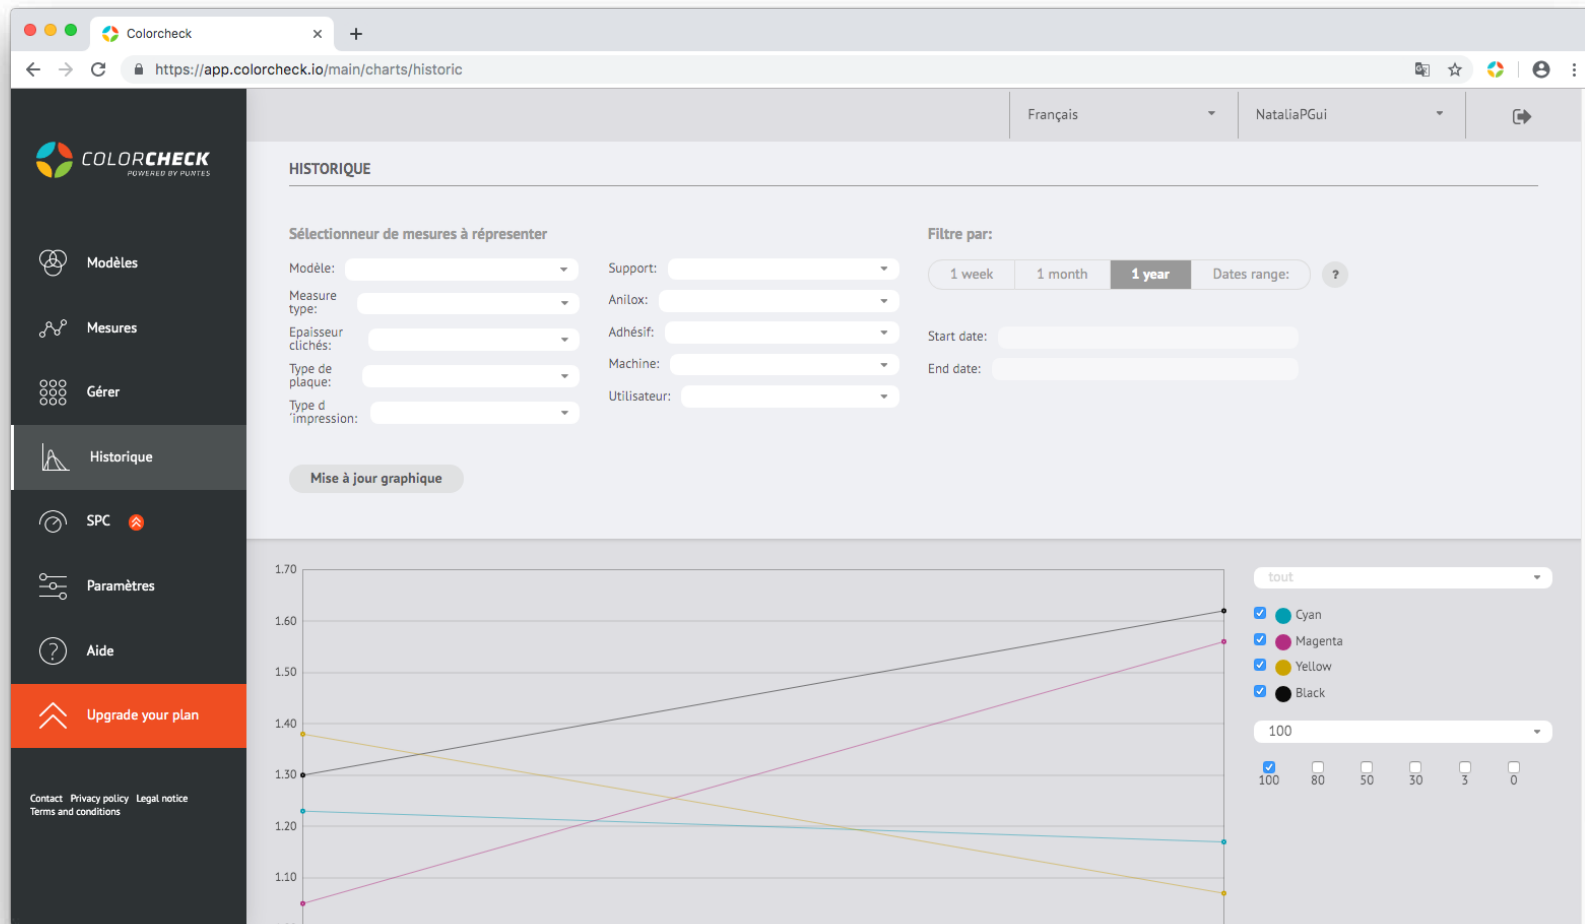 Colorcheck
https://app.colorcheck.io/main/charts/historic
Français
NataliaPGui
COLORCHECK
POWERED BY PUNTES
Modèles
Mesures
Gérer
Historique
SPC
Paramètres
Aide
Upgrade your plan
Contact Privacy policy Legal notice
Terms and conditions
HISTORIQUE
Sélectionneur de mesures à répresenter
Modèle:
Measure
type:
Epaisseur
clichés:
Type de
plaque:
Type d
´impression:
Support:
Anilox:
Adhésif:
Machine:
Utilisateur:
Filtre par:
1 week 1 month 1 year Dates range: ?
Start date:
End date:
Mise à jour graphique
1.70
1.60
1.50
1.40
1.30
1.20
1.10
tout
Cyan
Magenta
Yellow
Black
100
100 80 50 30 3 0